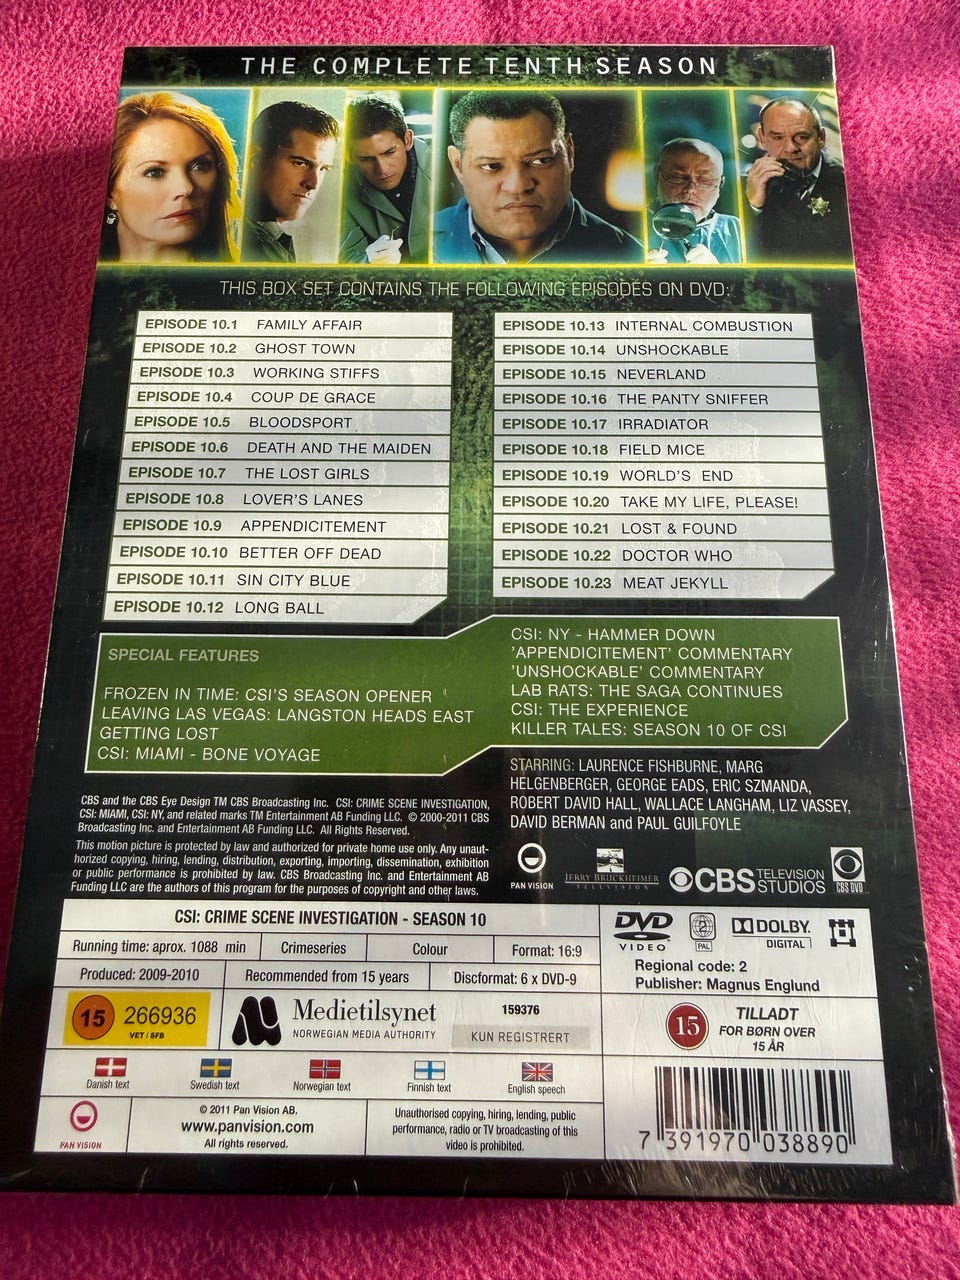 THE COMPLETE TENTH SEASON
THIS BOX SET CONTAINS THE FOLLOWING EPISODES ON DVD:
EPISODE 10.1 FAMILY AFFAIR
EPISODE 10.2 GHOST TOWN
EPISODE 10.3 WORKING STIFFS
EPISODE 10.4 COUP DE GRACE
EPISODE 10.5 BLOODSPORT
EPISODE 10.6 DEATH AND THE MAIDEN
EPISODE 10.7 THE LOST GIRLS
EPISODE 10.8 LOVER'S LANES
EPISODE 10.9 APPENDICITEMENT
EPISODE 10.10 BETTER OFF DEAD
EPISODE 10.11 SIN CITY BLUE
EPISODE 10.12 LONG BALL
EPISODE 10.13 INTERNAL COMBUSTION
EPISODE 10.14 UNSHOCKABLE
EPISODE 10.15 NEVERLAND
EPISODE 10.16 THE PANTY SNIFFER
EPISODE 10.17 IRRADIATOR
EPISODE 10.18 FIELD MICE
EPISODE 10.19 WORLD'S END
EPISODE 10.20 TAKE MY LIFE, PLEASE!
EPISODE 10.21 LOST & FOUND
EPISODE 10.22 DOCTOR WHO
EPISODE 10.23 MEAT JEKYLL
SPECIAL FEATURES
FROZEN IN TIME: CSI'S SEASON OPENER
LEAVING LAS VEGAS: LANGSTON HEADS EAST
GETTING LOST
CSI: MIAMI - BONE VOYAGE
CSI: NY - HAMMER DOWN
'APPENDICITEMENT' COMMENTARY
'UNSHOCKABLE' COMMENTARY
LAB RATS: THE SAGA CONTINUES
CSI: THE EXPERIENCE
KILLER TALES: SEASON 10 OF CSI
STARRING: LAURENCE FISHBURNE, MARG
HELGENBERGER, GEORGE EADS, ERIC SZMANDA,
ROBERT DAVID HALL, WALLACE LANGHAM, LIZ VASSEY,
DAVID BERMAN and PAUL GUILFOYLE
CBS and the CBS Eye Design TM CBS Broadcasting Inc. CSI: CRIME SCENE INVESTIGATION,
CSI: MIAMI, CSI: NY, and related marks TM Entertainment AB Funding LLC. © 2000-2011 CBS
Broadcasting Inc. and Entertainment AB Funding LLC. All Rights Reserved.
This motion picture is protected by law and authorized for private home use only. Any unaut-
horized copying, hiring, lending, distribution, exporting, importing, dissemination, exhibition
or public performance is prohibited by law. CBS Broadcasting Inc. and Entertainment AB
Funding LLC are the authors of this program for the purposes of copyright and other laws.
PAN VISION
JERRY BRUCKHEIMER
TELEVISION
CBS TELEVISION
STUDIOS
CBS DVD
CSI: CRIME SCENE INVESTIGATION - SEASON 10
Running time: aprox. 1088 min
Crimeseries
Colour
Format: 16:9
Produced: 2009-2010
Recommended from 15 years
Discformat: 6 x DVD-9
DVD
VIDEO
2
PAL
DOLBY
DIGITAL
Regional code: 2
Publisher: Magnus Englund
15 266936
VET / SFB
Medietilsynet
NORWEGIAN MEDIA AUTHORITY
159376
KUN REGISTRERT
15
TILLADT
FOR BØRN OVER
15 ÅR
Danish text
Swedish text
Norwegian text
Finnish text
English speech
PAN VISION
© 2011 Pan Vision AB.
www.panvision.com
All rights reserved.
Unauthorised copying, hiring, lending, public
performance, radio or TV broadcasting of this
video is prohibited.
7 391970 038890